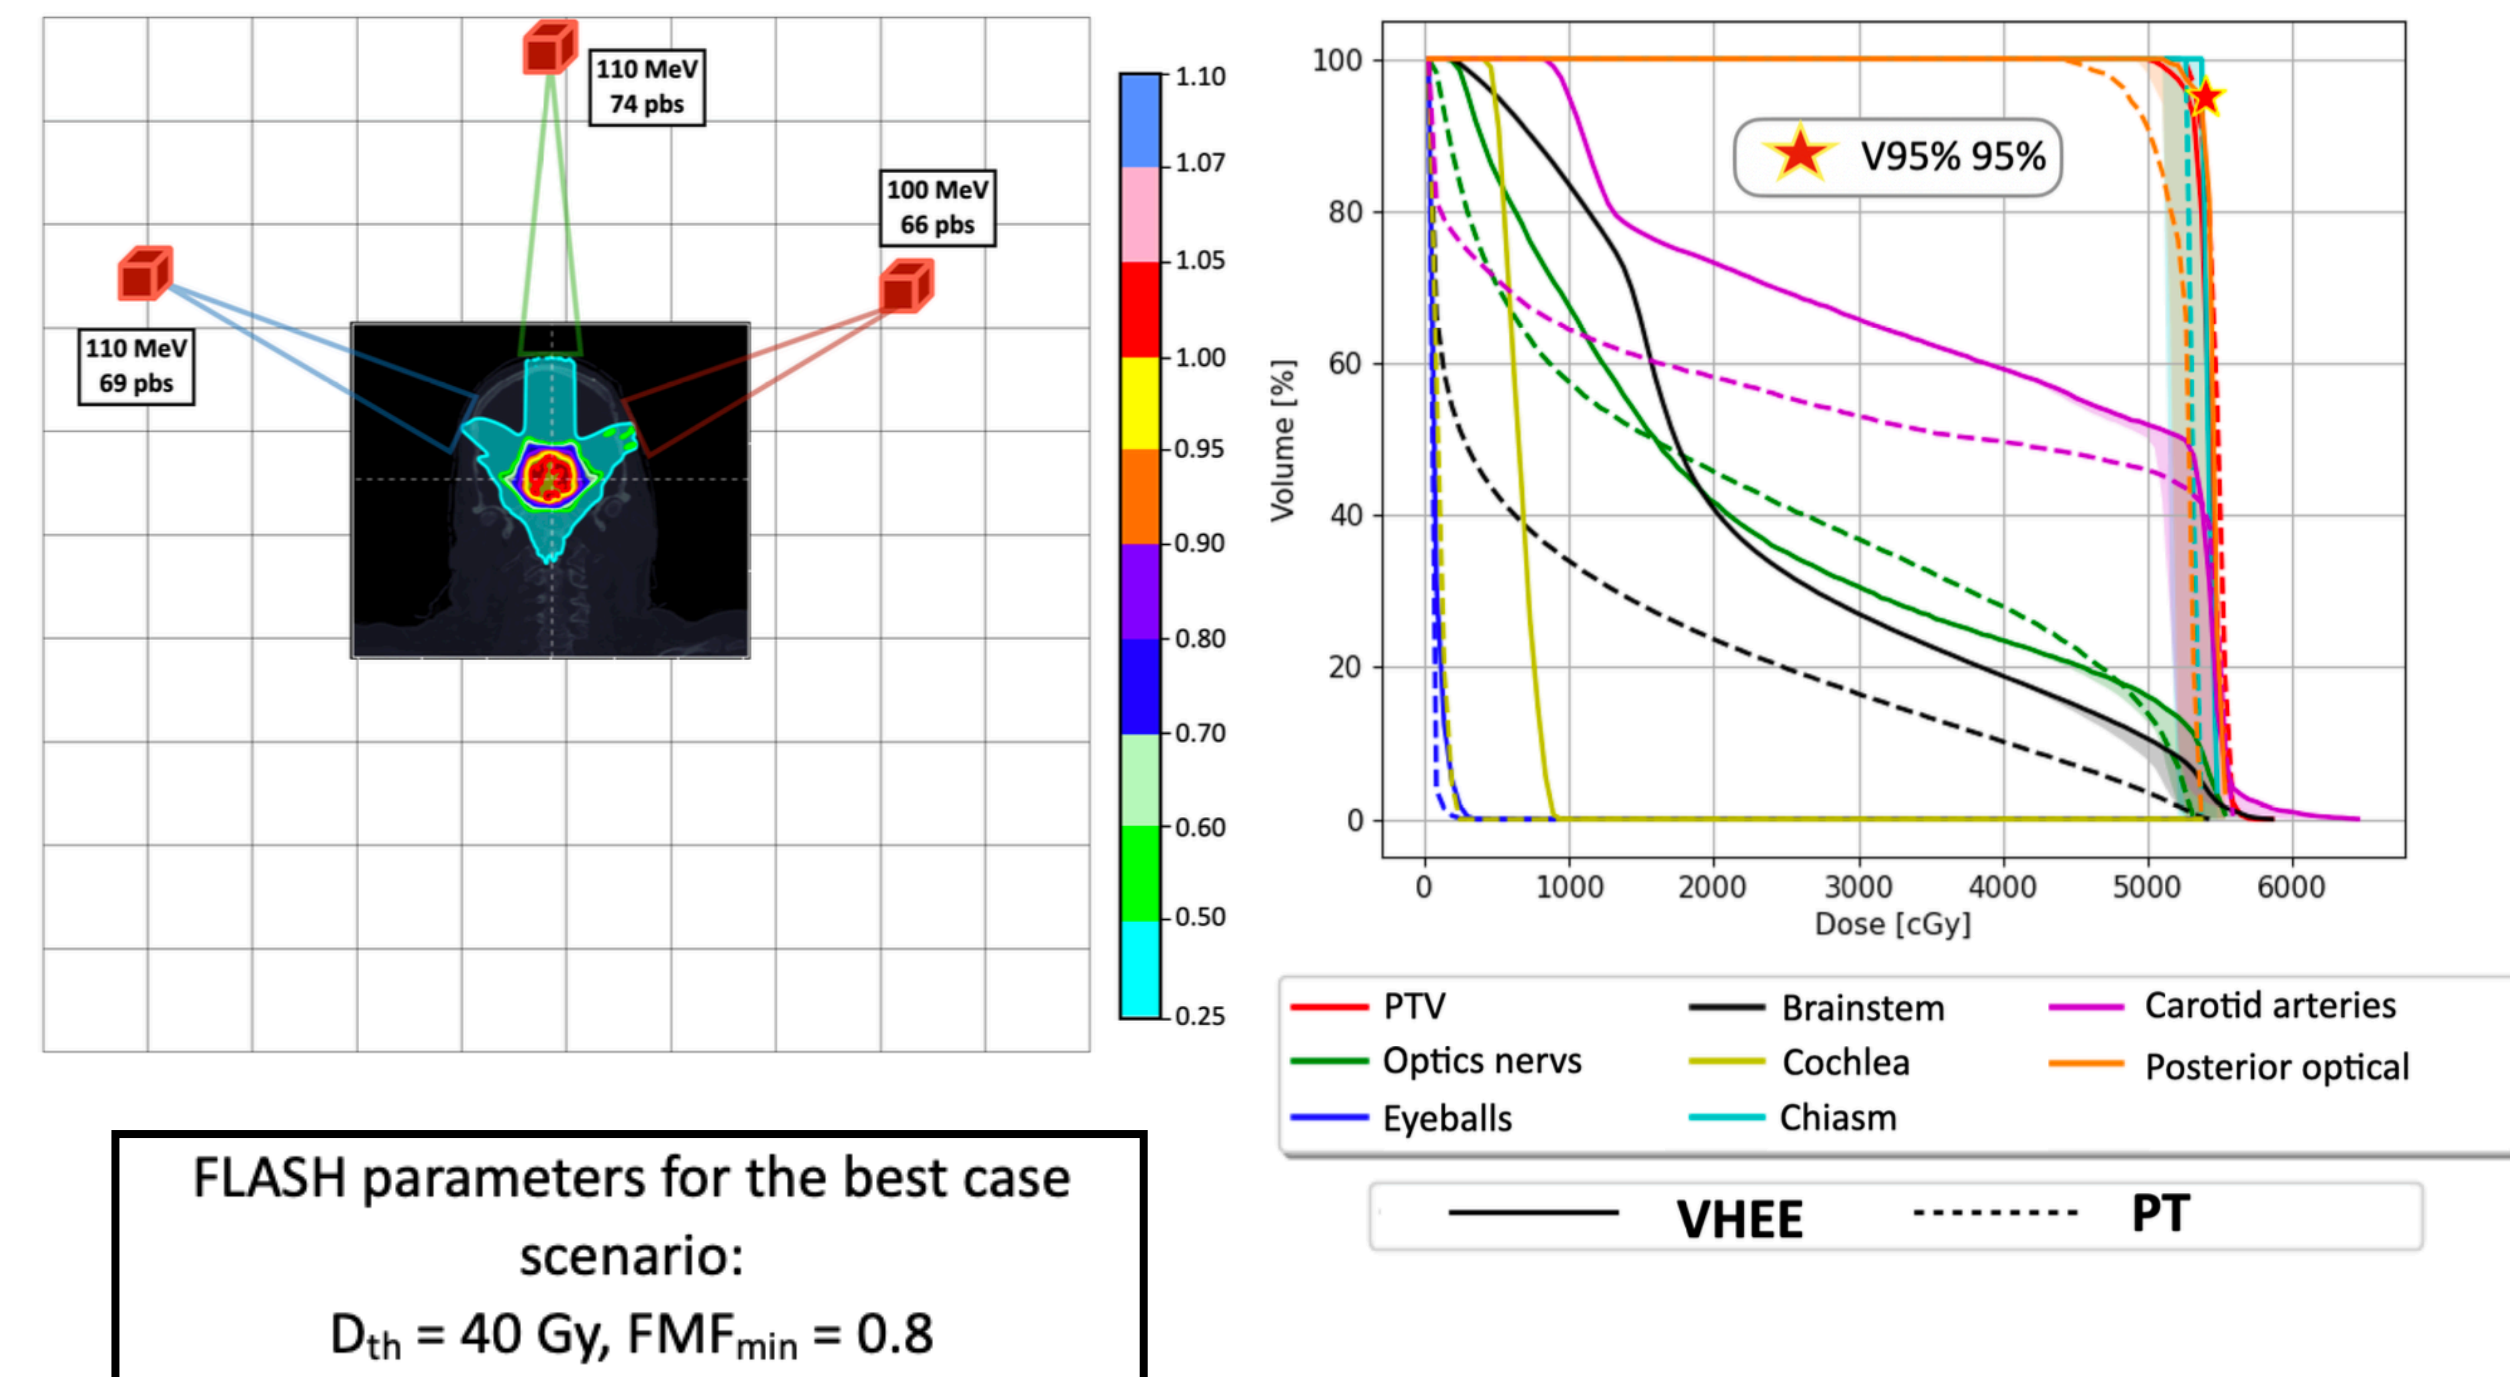 110 MeV
74 pbs
100 MeV
66 pbs
110 MeV
69 pbs
1.10
1.07
1.05
1.00
0.95
0.90
0.80
0.70
0.60
0.50
0.25
100
80
60
40
20
0
Volume [%]
V95% 95%
0 1000 2000 3000 4000 5000 6000
Dose [cGy]
PTV Brainstem Carotid arteries
Optics nervs Cochlea Posterior optical
Eyeballs Chiasm
VHEE PT
FLASH parameters for the best case
scenario:
Dth = 40 Gy, FMFmin = 0.8